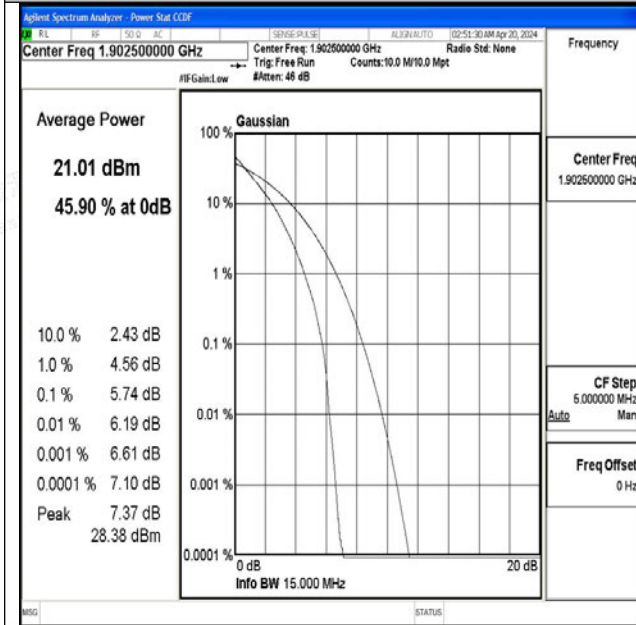 Agilent Spectrum Analyzer - Power Stat CCDF
RL RF 50 Ω AC SENSE:PULSE ALIGN AUTO 02:51:30 AM Apr 20, 2024
Center Freq 1.902500000 GHz
Center Freq: 1.902500000 GHz Radio Std: None
Trig: Free Run Counts:10.0 M/10.0 Mpt
#IFGain:Low #Atten: 46 dB
Frequency
Average Power
21.01 dBm
45.90 % at 0dB
10.0 % 2.43 dB
1.0 % 4.56 dB
0.1 % 5.74 dB
0.01 % 6.19 dB
0.001 % 6.61 dB
0.0001 % 7.10 dB
Peak 7.37 dB
28.38 dBm
Gaussian
100 %
10 %
1 %
0.1 %
0.01 %
0.001 %
0.0001 %
0 dB 20 dB
Info BW 15.000 MHz
Center Freq
1.902500000 GHz
CF Step
5.000000 MHz
Auto Man
Freq Offset
0 Hz
MSG STATUS